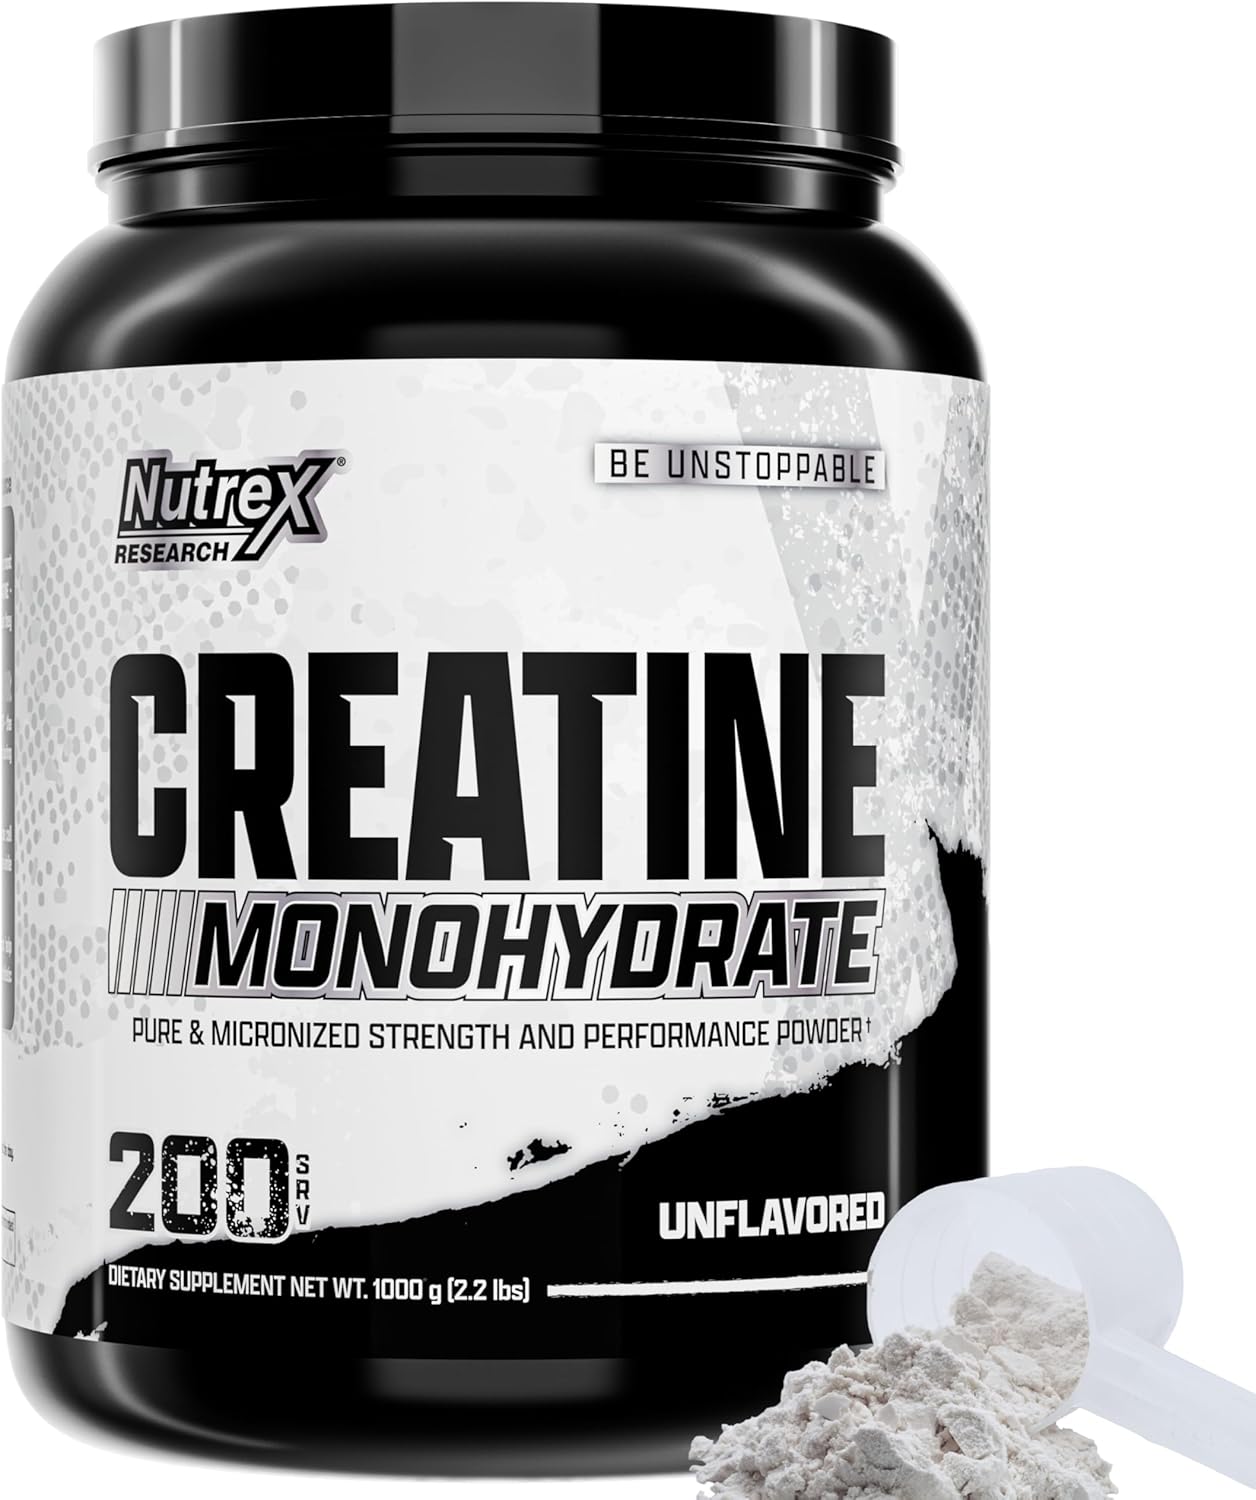 Nutrex®
RESEARCH
BE UNSTOPPABLE
CREATINE
MONOHYDRATE
PURE & MICRONIZED STRENGTH AND PERFORMANCE POWDER†
200 SRV
UNFLAVORED
DIETARY SUPPLEMENT NET WT. 1000 g (2.2 lbs)